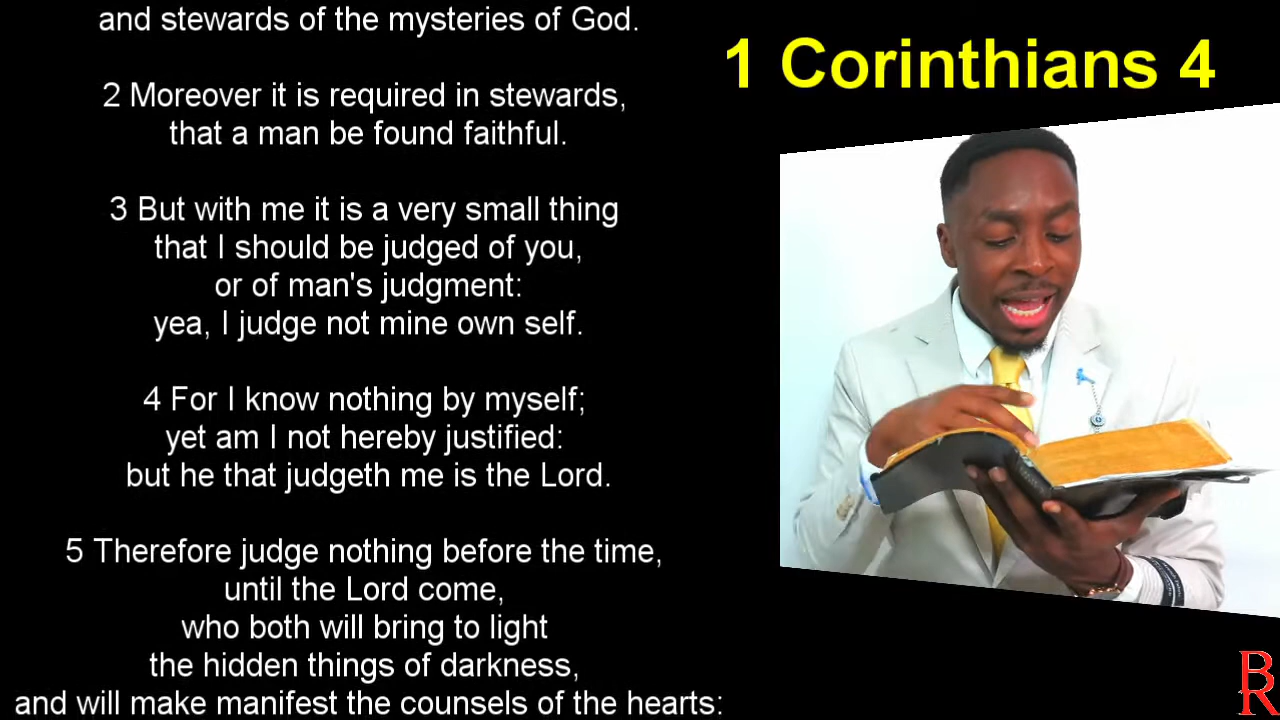 and stewards of the mysteries of God.
2 Moreover it is required in stewards,
that a man be found faithful.
3 But with me it is a very small thing
that I should be judged of you,
or of man's judgment:
yea, I judge not mine own self.
4 For I know nothing by myself;
yet am I not hereby justified:
but he that judgeth me is the Lord.
5 Therefore judge nothing before the time,
until the Lord come,
who both will bring to light
the hidden things of darkness,
and will make manifest the counsels of the hearts:
1 Corinthians 4
BR